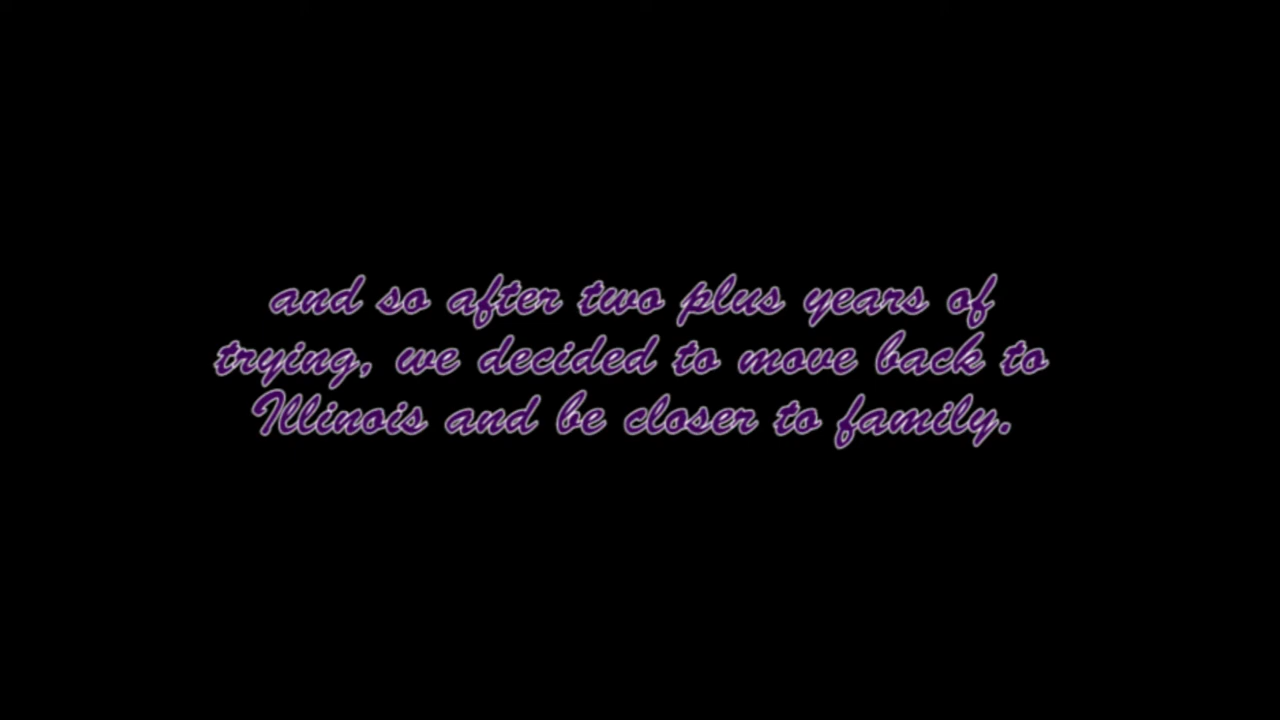 and so after two plus years of
trying, we decided to move back to
Illinois and be closer to family.